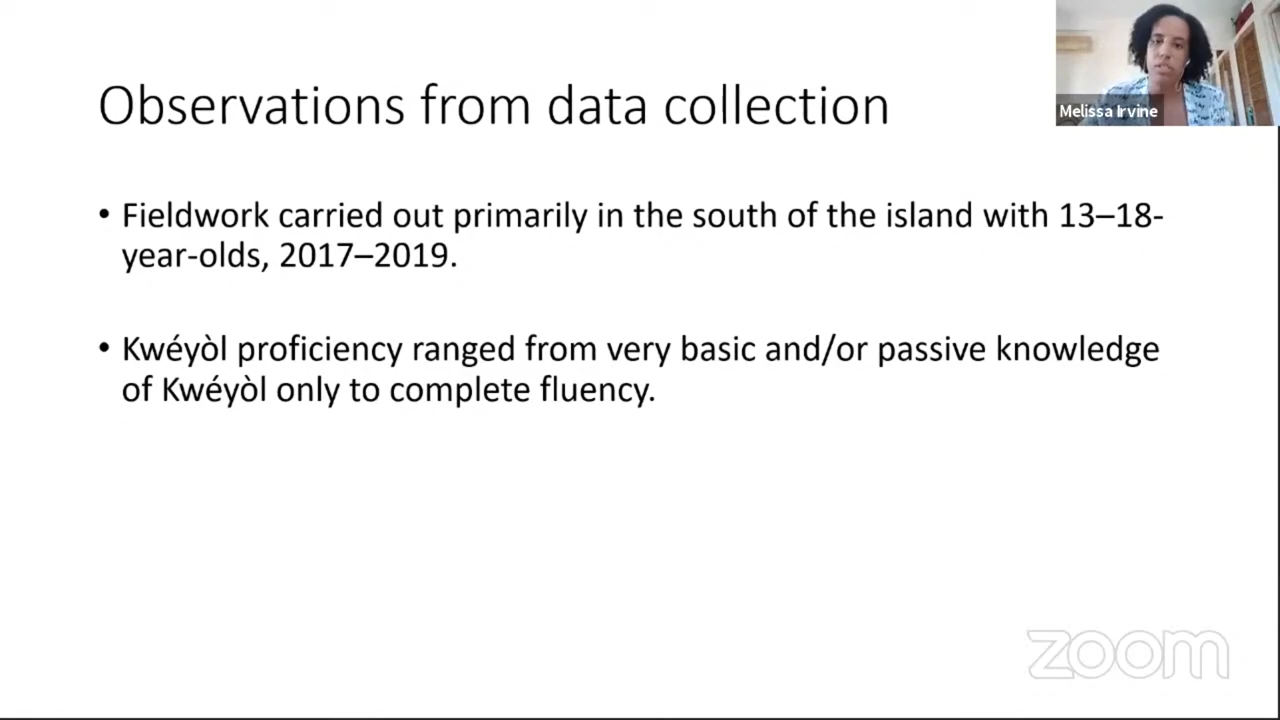 Observations from data collection
Melissa Irvine
• Fieldwork carried out primarily in the south of the island with 13–18-
year-olds, 2017–2019.
• Kwéyòl proficiency ranged from very basic and/or passive knowledge
of Kwéyòl only to complete fluency.
zoom